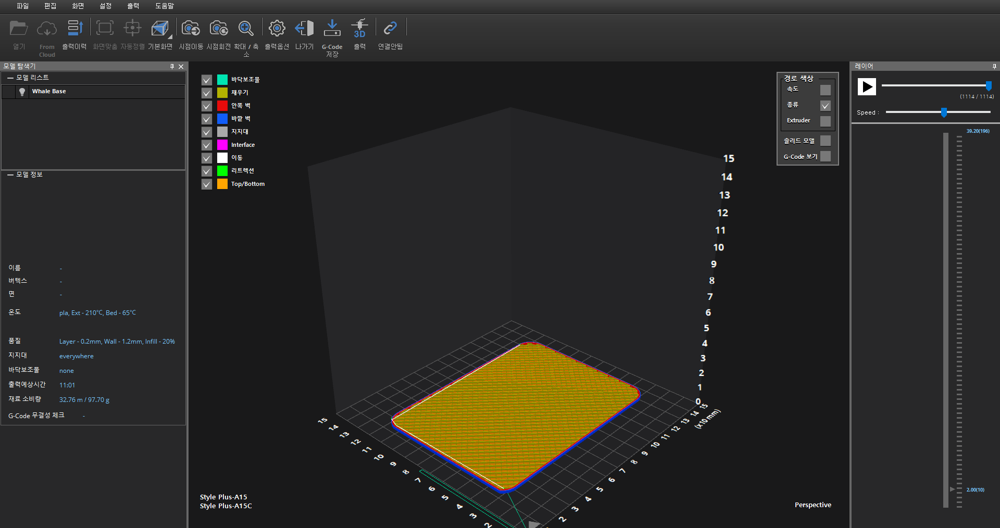 파일 편집 화면 설정 출력 도움말
열기 From Cloud 출력이력 화면맞춤 자동정렬 기본화면 시점이동 시점회전 확대 / 축소 출력옵션 나가기 G-Code 저장 3D 출력 연결안됨
모델 탐색기
모델 리스트
Whale Base
모델 정보
이름 -
버텍스 -
면 -
온도 pla, Ext - 210℃, Bed - 65℃
품질 Layer - 0.2mm, Wall - 1.2mm, Infill - 20%
지지대 everywhere
바닥보조물 none
출력예상시간 11:01
재료 소비량 32.76 m / 97.70 g
G-Code 무결성 체크 -
바닥보조물
채우기
안쪽 벽
바깥 벽
지지대
Interface
이동
리트렉션
Top/Bottom
15
14
13
12
11
10
9
8
7
6
5
4
3
2
1
0
15 14 13 12 11 10 9 8 7 6 5 4 3 2
2 3 4 5 6 7 8 9 10 11 12 13 14 15
(x10 mm)
Style Plus-A15
Style Plus-A15C
Perspective
경로 색상
속도
종류
Extruder
솔리드 모델
G-Code 보기
레이어
(1114 / 1114)
Speed :
39.20(196)
2.00(10)